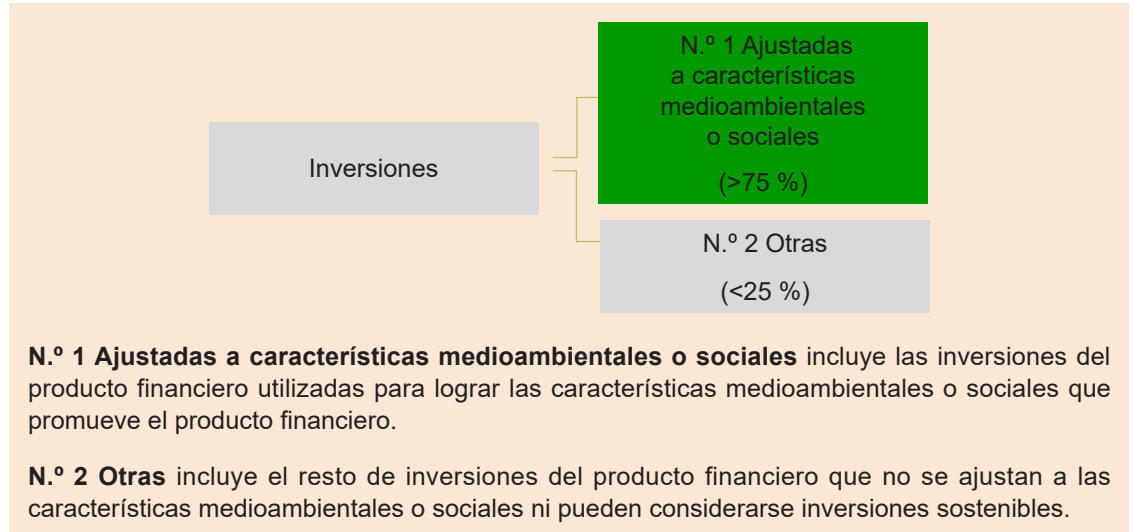 N.º 1 Ajustadas
a características
medioambientales
o sociales
(>75 %)
Inversiones
N.º 2 Otras
(<25 %)
N.º 1 Ajustadas a características medioambientales o sociales incluye las inversiones del
producto financiero utilizadas para lograr las características medioambientales o sociales que
promueve el producto financiero.
N.º 2 Otras incluye el resto de inversiones del producto financiero que no se ajustan a las
características medioambientales o sociales ni pueden considerarse inversiones sostenibles.